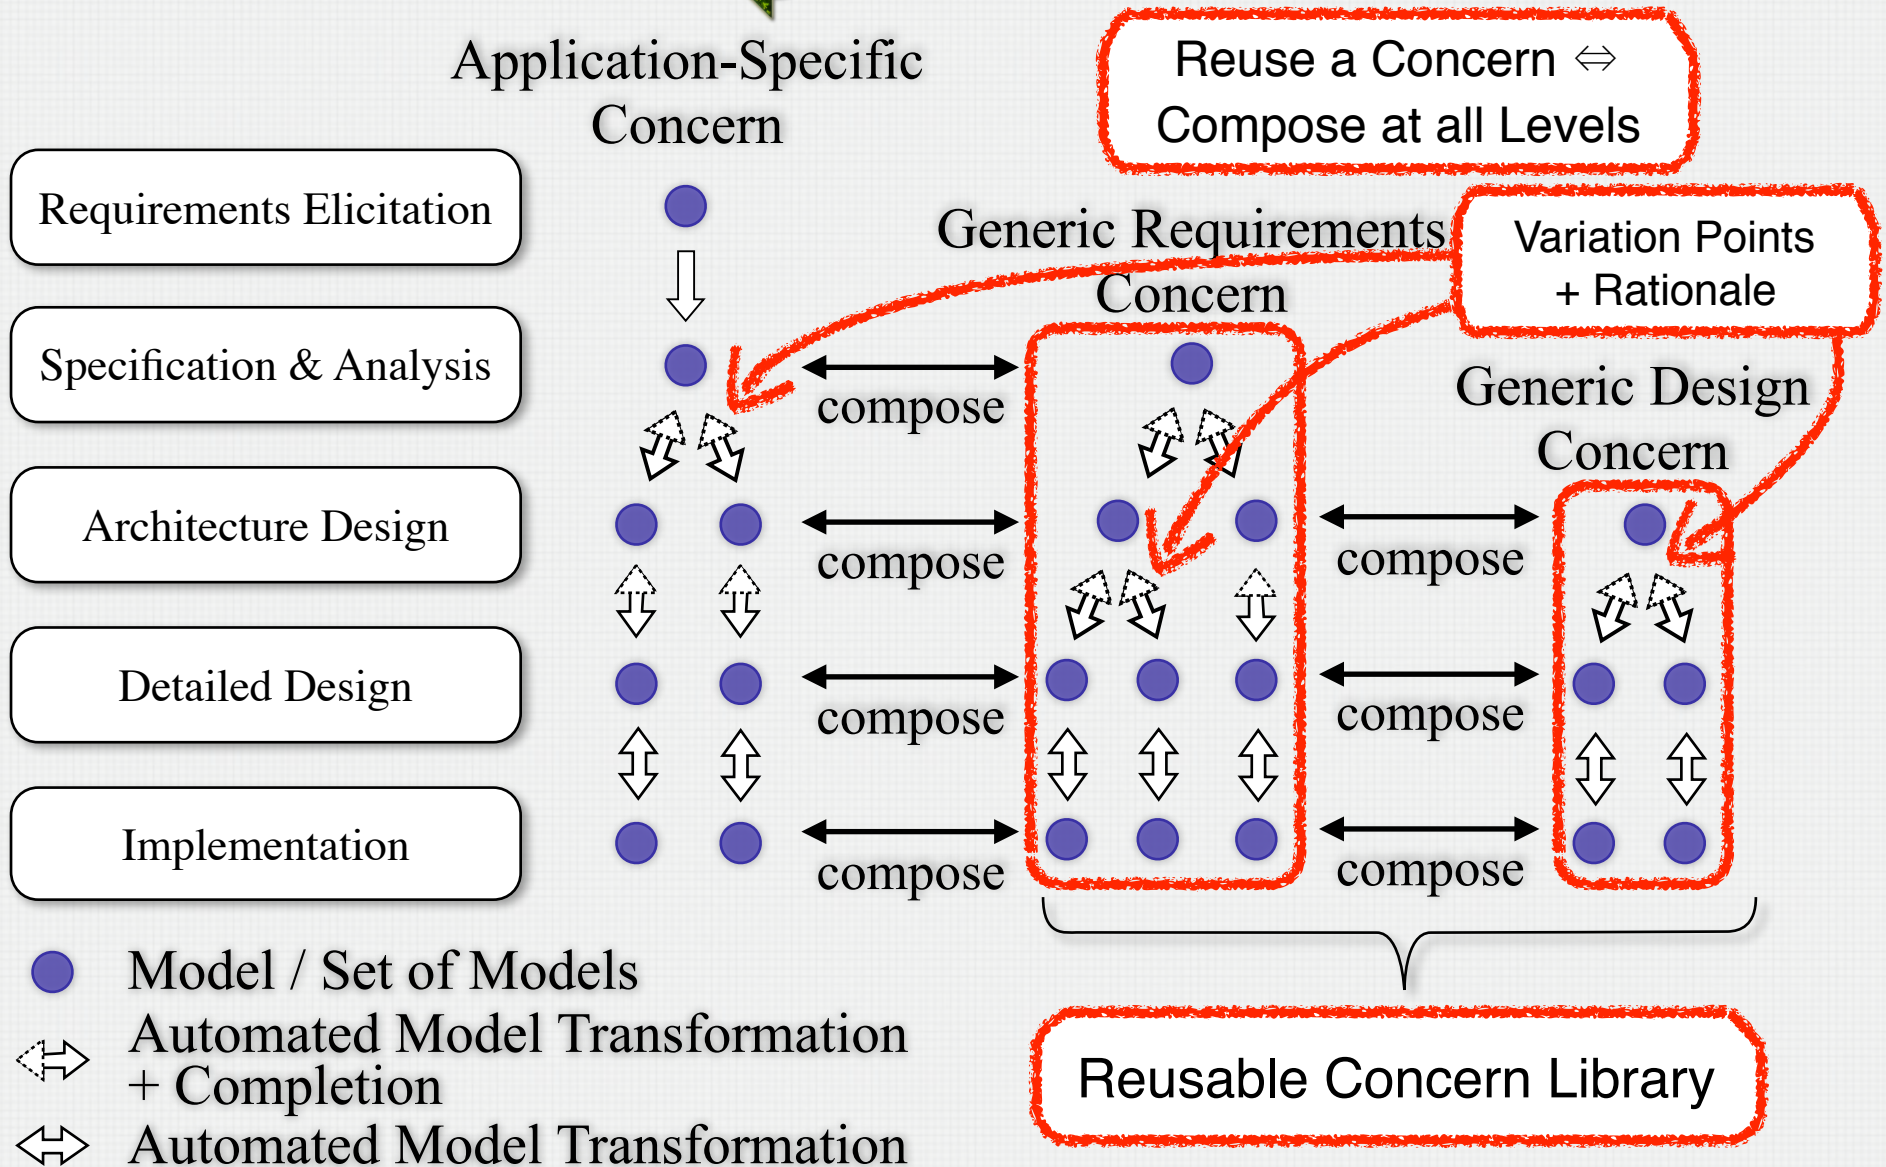 Application-Specific
Concern
Reuse a Concern ⇔
Compose at all Levels
Requirements Elicitation
Generic Requirements
Concern
Variation Points
+ Rationale
Specification & Analysis
compose
Generic Design
Concern
Architecture Design
compose
compose
Detailed Design
compose
compose
Implementation
compose
compose
Model / Set of Models
Automated Model Transformation
+ Completion
Automated Model Transformation
Reusable Concern Library